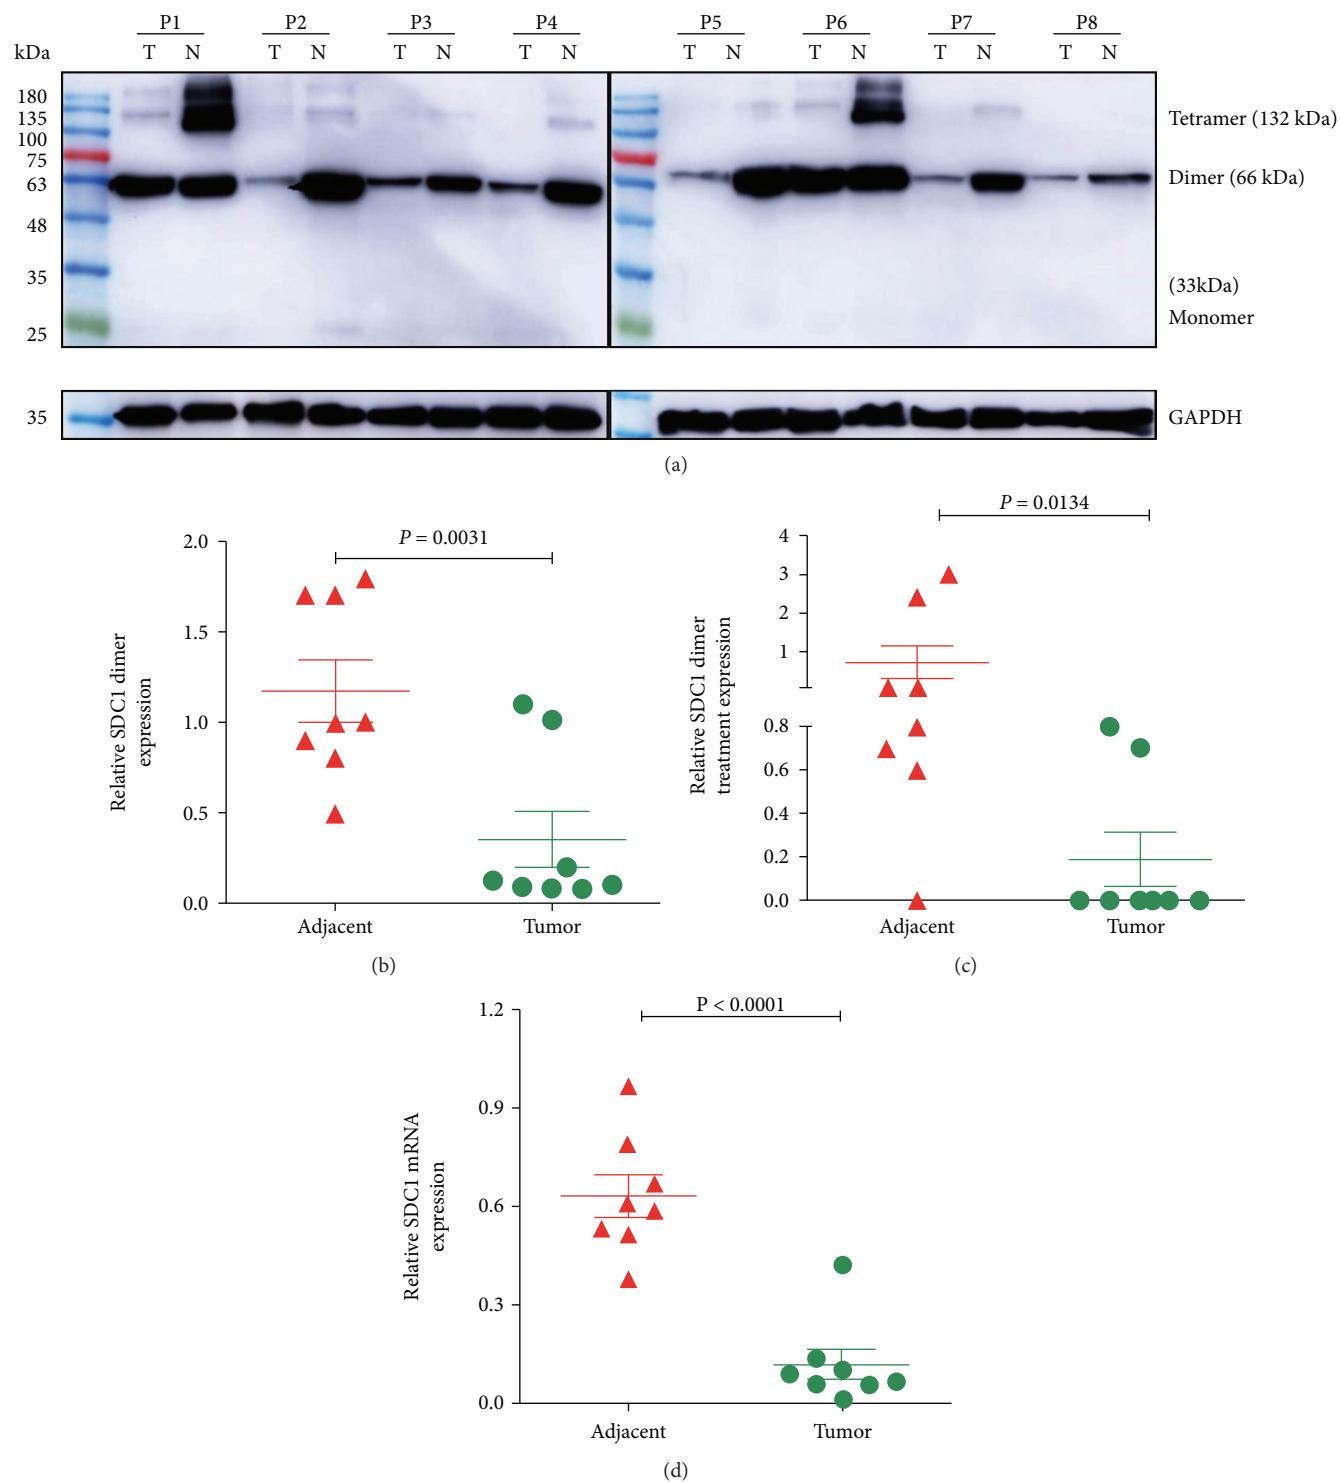 P1 P2 P3 P4 P5 P6 P7 P8
kDa T N T N T N T N T N T N T N T N
180
135
100
75
63
48
35
25
Tetramer (132 kDa)
Dimer (66 kDa)
(33kDa)
Monomer
35
GAPDH
(a)
P = 0.0031
2.0
1.5
1.0
0.5
0.0
Relative SDC1 dimer
expression
Adjacent Tumor
(b)
P = 0.0134
4
3
2
1
0.8
0.6
0.4
0.2
0.0
Relative SDC1 dimer
treatment expression
Adjacent Tumor
(c)
P < 0.0001
1.2
0.9
0.6
0.3
0.0
Relative SDC1 mRNA
expression
Adjacent Tumor
(d)